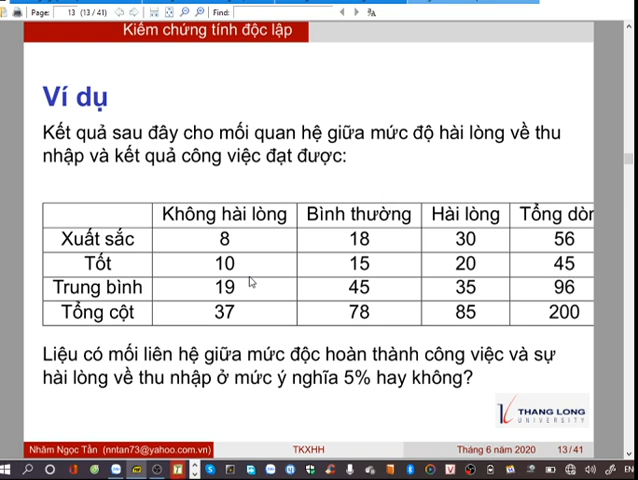 Page: 13 (13 / 41) Find:
Kiểm chứng tính độc lập
Ví dụ
Kết quả sau đây cho mối quan hệ giữa mức độ hài lòng về thu
nhập và kết quả công việc đạt được:
Không hài lòng Bình thường Hài lòng Tổng dòn
Xuất sắc 8 18 30 56
Tốt 10 15 20 45
Trung bình 19 45 35 96
Tổng cột 37 78 85 200
Liệu có mối liên hệ giữa mức độc hoàn thành công việc và sự
hài lòng về thu nhập ở mức ý nghĩa 5% hay không?
THANG LONG
UNIVERSITY
Nhâm Ngọc Tần (nntan73@yahoo.com.vn) TKXHH Tháng 6 năm 2020 13 / 41
EN